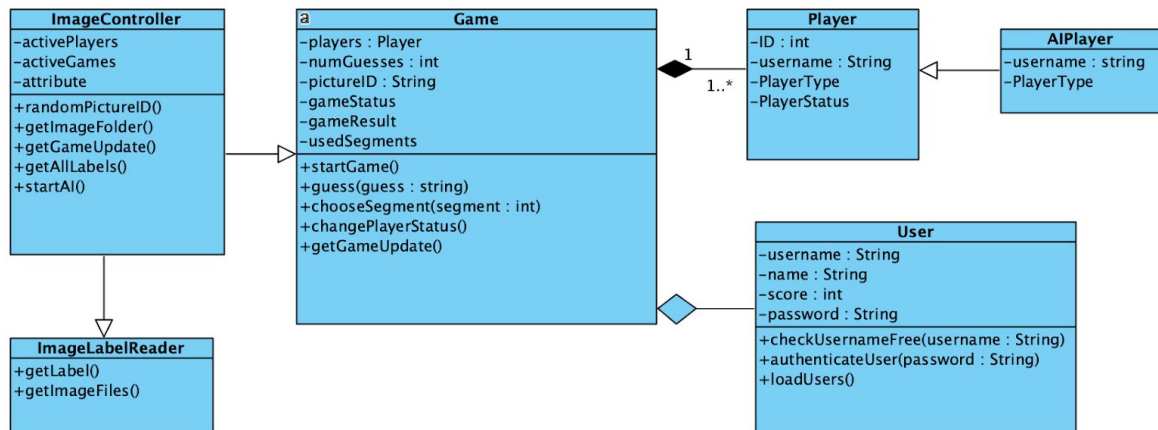 ImageController
-activePlayers
-activeGames
-attribute
+randomPictureID()
+getImageFolder()
+getGameUpdate()
+getAllLabels()
+startAI()
ImageLabelReader
+getLabel()
+getImageFiles()
a
Game
-players : Player
-numGuesses : int
-pictureID : String
-gameStatus
-gameResult
-usedSegments
+startGame()
+guess(guess : string)
+chooseSegment(segment : int)
+changePlayerStatus()
+getGameUpdate()
1
1..*
Player
-ID : int
-username : String
-PlayerType
-PlayerStatus
AIPlayer
-username : string
-PlayerType
User
-username : String
-name : String
-score : int
-password : String
+checkUsernameFree(username : String)
+authenticateUser(password : String)
+loadUsers()